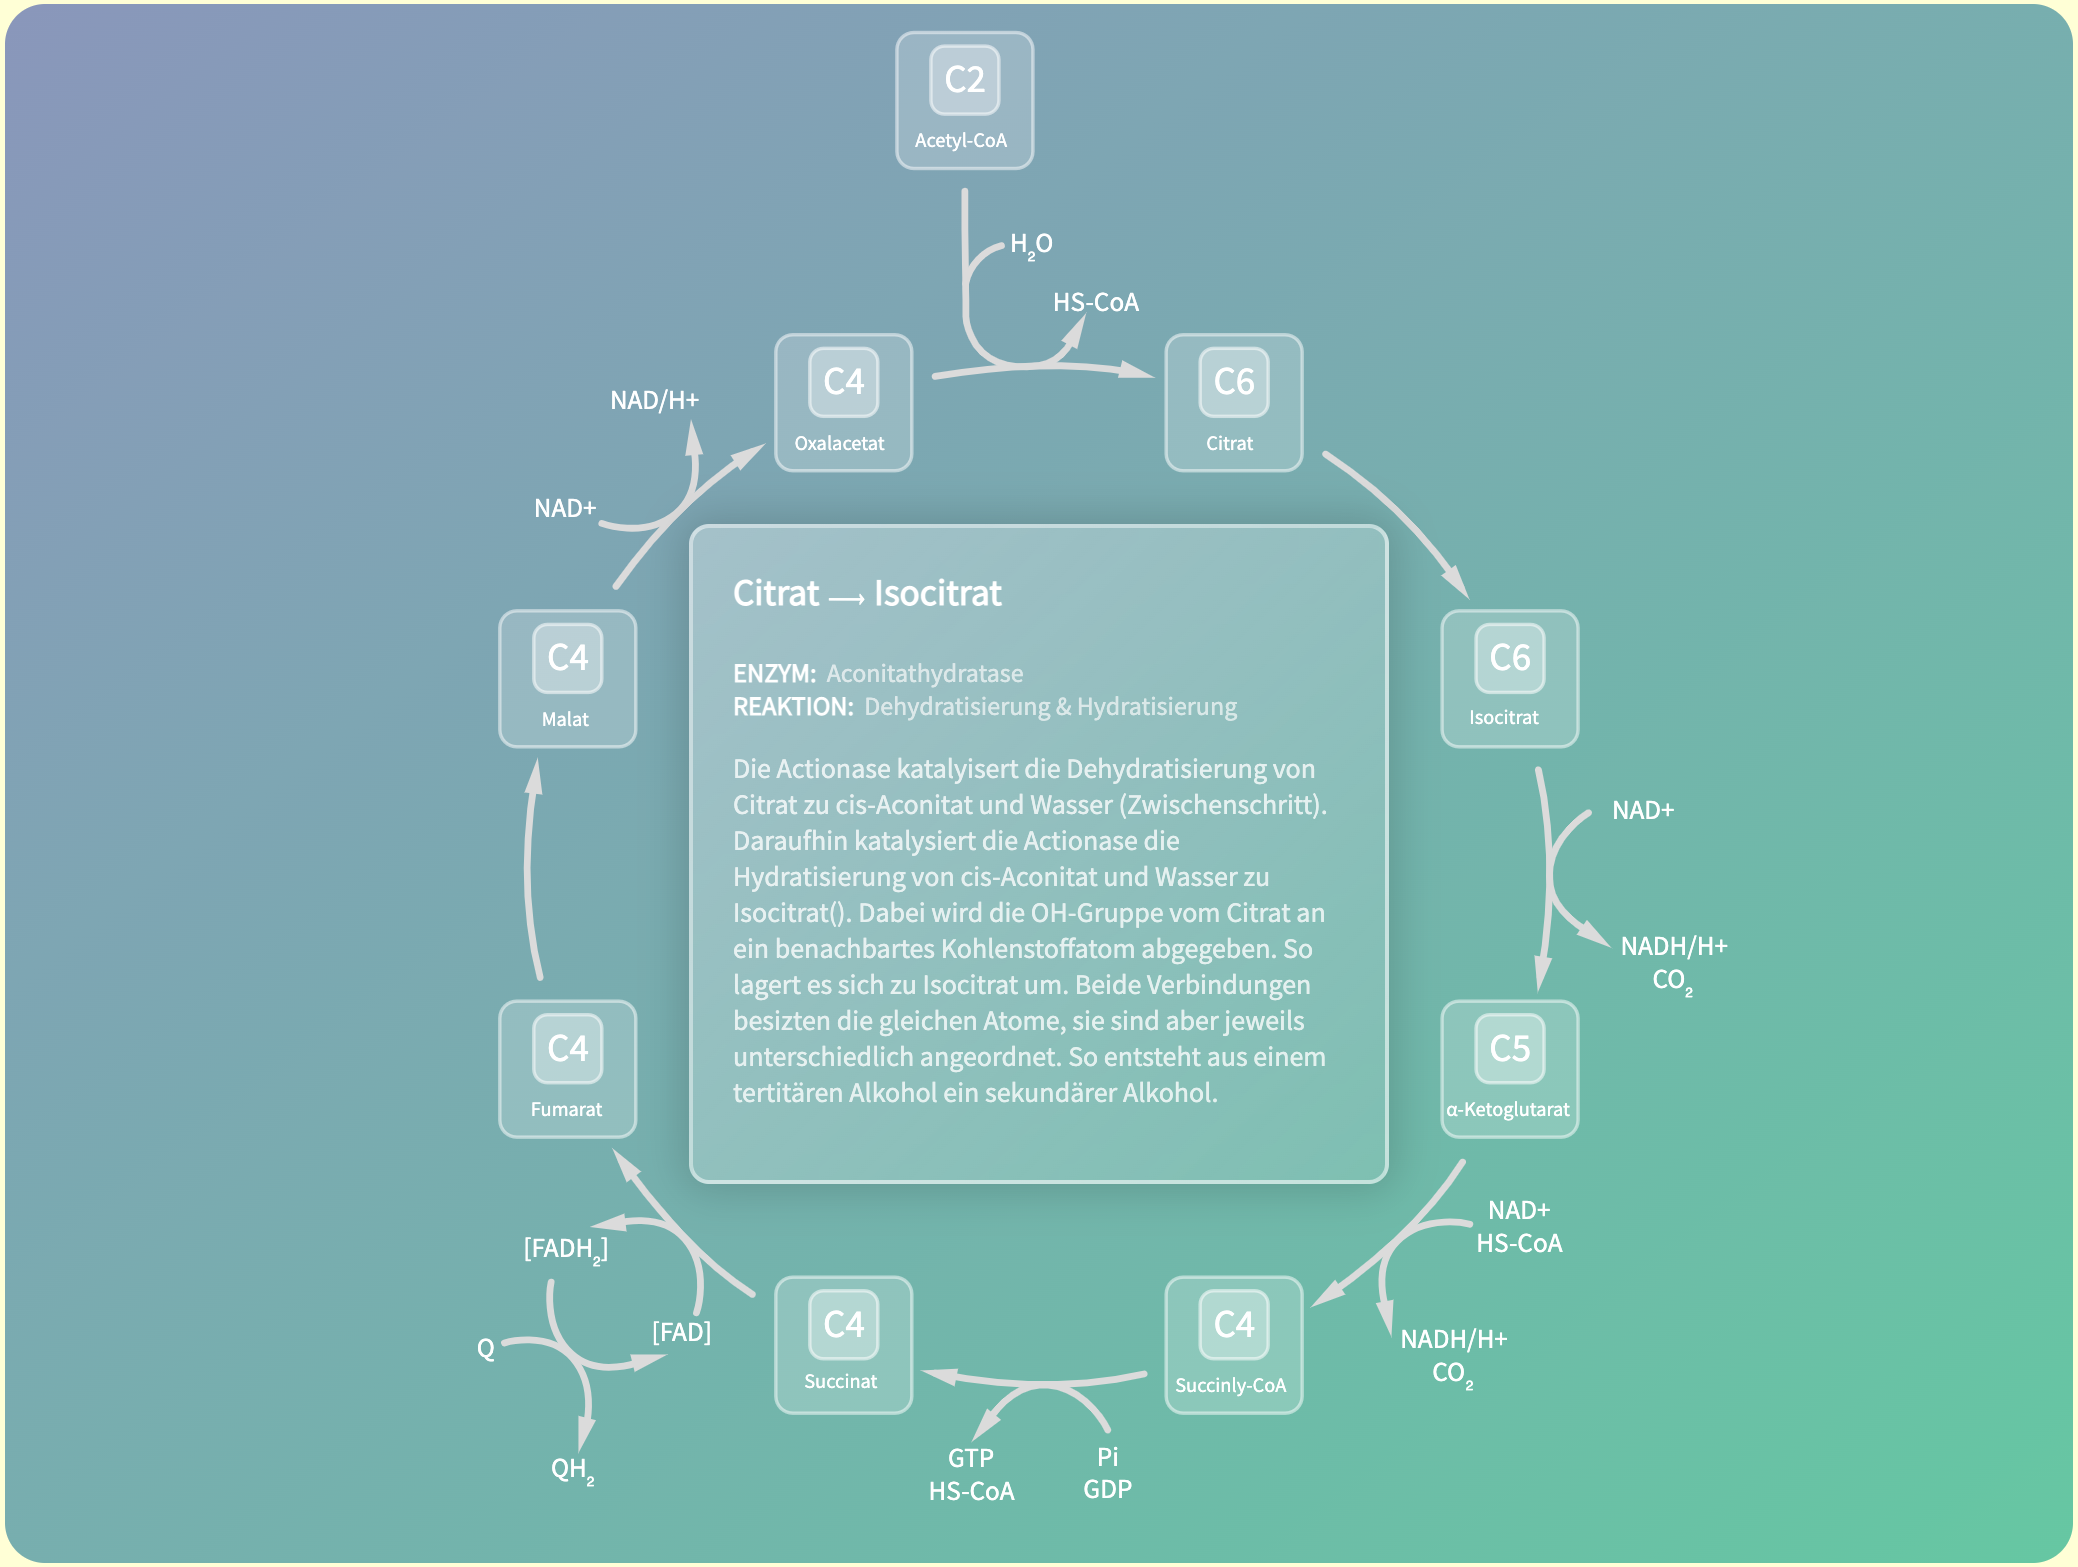 C2
Acetyl-CoA
H₂O
HS-CoA
C4
Oxalacetat
C6
Citrat
NAD/H+
NAD+
Citrat ⟶ Isocitrat
ENZYM: Aconitathydratase
REAKTION: Dehydratisierung & Hydratisierung
Die Actionase katalyisert die Dehydratisierung von
Citrat zu cis-Aconitat und Wasser (Zwischenschritt).
Daraufhin katalysiert die Actionase die
Hydratisierung von cis-Aconitat und Wasser zu
Isocitrat(). Dabei wird die OH-Gruppe vom Citrat an
ein benachbartes Kohlenstoffatom abgegeben. So
lagert es sich zu Isocitrat um. Beide Verbindungen
besizten die gleichen Atome, sie sind aber jeweils
unterschiedlich angeordnet. So entsteht aus einem
tertitären Alkohol ein sekundärer Alkohol.
C4
Malat
C6
Isocitrat
NAD+
NADH/H+
CO₂
C4
Fumarat
C5
α-Ketoglutarat
NAD+
HS-CoA
[FADH₂]
[FAD]
Q
QH₂
C4
Succinat
C4
Succinly-CoA
NADH/H+
CO₂
GTP
HS-CoA
Pi
GDP